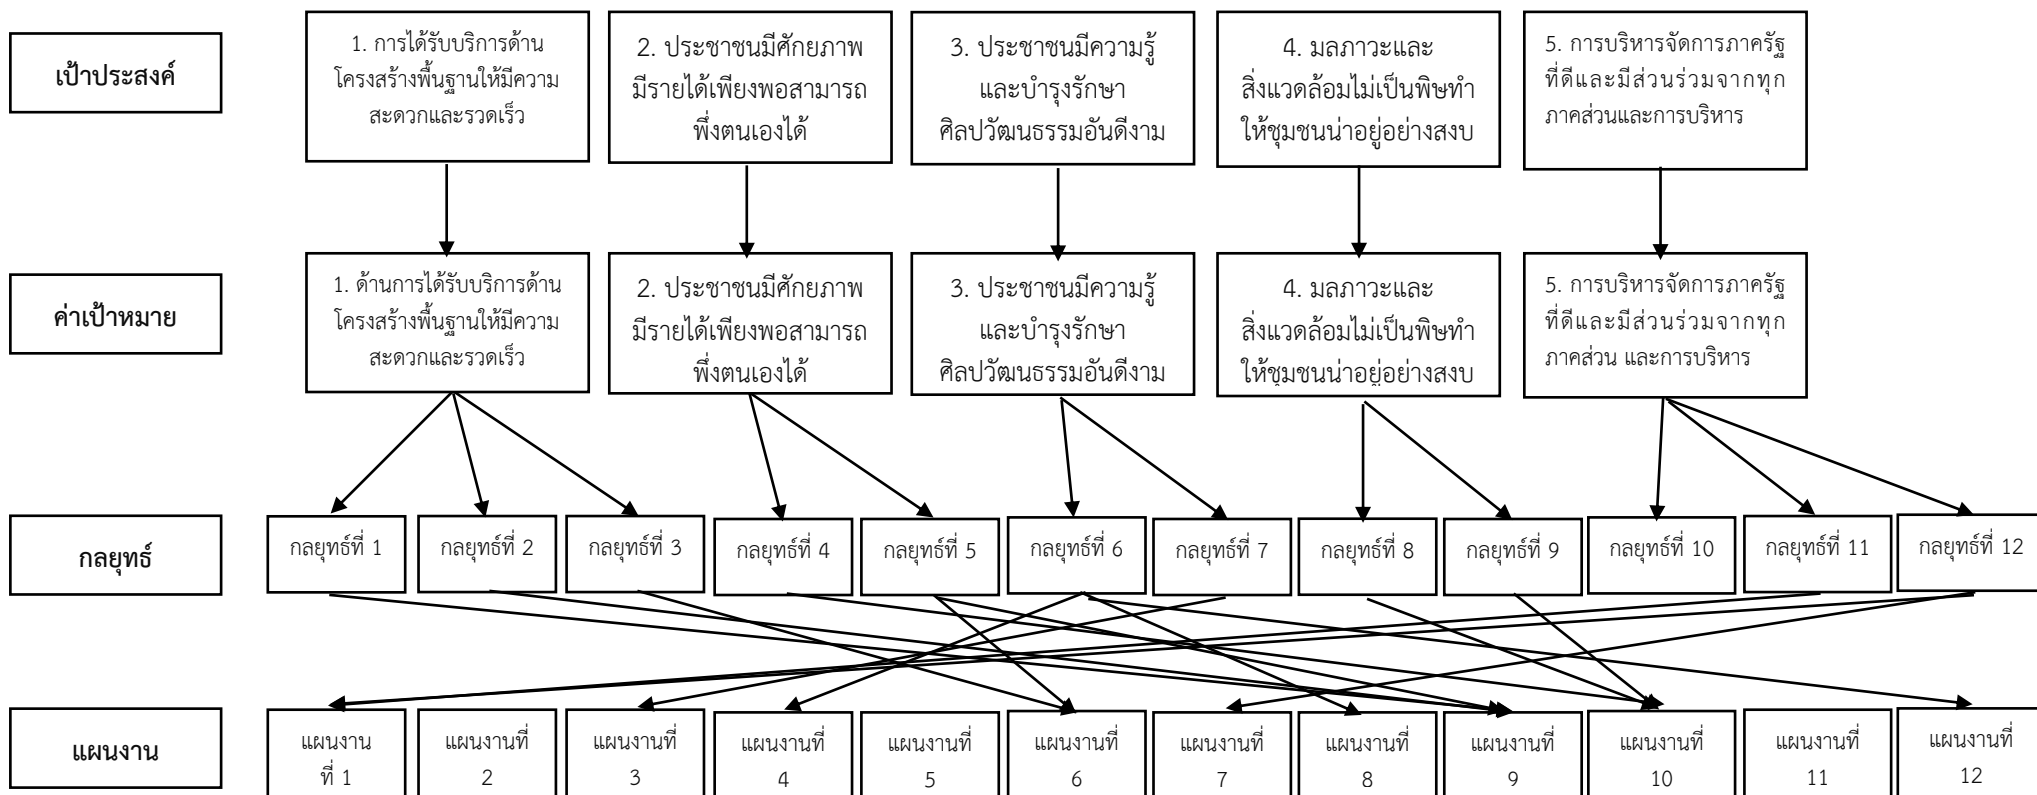 เป้าประสงค์
1. การได้รับบริการด้าน
โครงสร้างพื้นฐานให้มีความ
สะดวกและรวดเร็ว
2. ประชาชนมีศักยภาพ
มีรายได้เพียงพอสามารถ
พึ่งตนเองได้
3. ประชาชนมีความรู้
และบำรุงรักษา
ศิลปวัฒนธรรมอันดีงาม
4. มลภาวะและ
สิ่งแวดล้อมไม่เป็นพิษทำ
ให้ชุมชนน่าอยู่อย่างสงบ
5. การบริหารจัดการภาครัฐ
ที่ดีและมีส่วนร่วมจากทุก
ภาคส่วนและการบริหาร
ค่าเป้าหมาย
1. ด้านการได้รับบริการด้าน
โครงสร้างพื้นฐานให้มีความ
สะดวกและรวดเร็ว
2. ประชาชนมีศักยภาพ
มีรายได้เพียงพอสามารถ
พึ่งตนเองได้
3. ประชาชนมีความรู้
และบำรุงรักษา
ศิลปวัฒนธรรมอันดีงาม
4. มลภาวะและ
สิ่งแวดล้อมไม่เป็นพิษทำ
ให้ชุมชนน่าอยู่อย่างสงบ
5. การบริหารจัดการภาครัฐ
ที่ดีและมีส่วนร่วมจากทุก
ภาคส่วน และการบริหาร
กลยุทธ์
กลยุทธ์ที่ 1
กลยุทธ์ที่ 2
กลยุทธ์ที่ 3
กลยุทธ์ที่ 4
กลยุทธ์ที่ 5
กลยุทธ์ที่ 6
กลยุทธ์ที่ 7
กลยุทธ์ที่ 8
กลยุทธ์ที่ 9
กลยุทธ์ที่ 10
กลยุทธ์ที่ 11
กลยุทธ์ที่ 12
แผนงาน
แผนงาน
ที่ 1
แผนงานที่
2
แผนงานที่
3
แผนงานที่
4
แผนงานที่
5
แผนงานที่
6
แผนงานที่
7
แผนงานที่
8
แผนงานที่
9
แผนงานที่
10
แผนงานที่
11
แผนงานที่
12